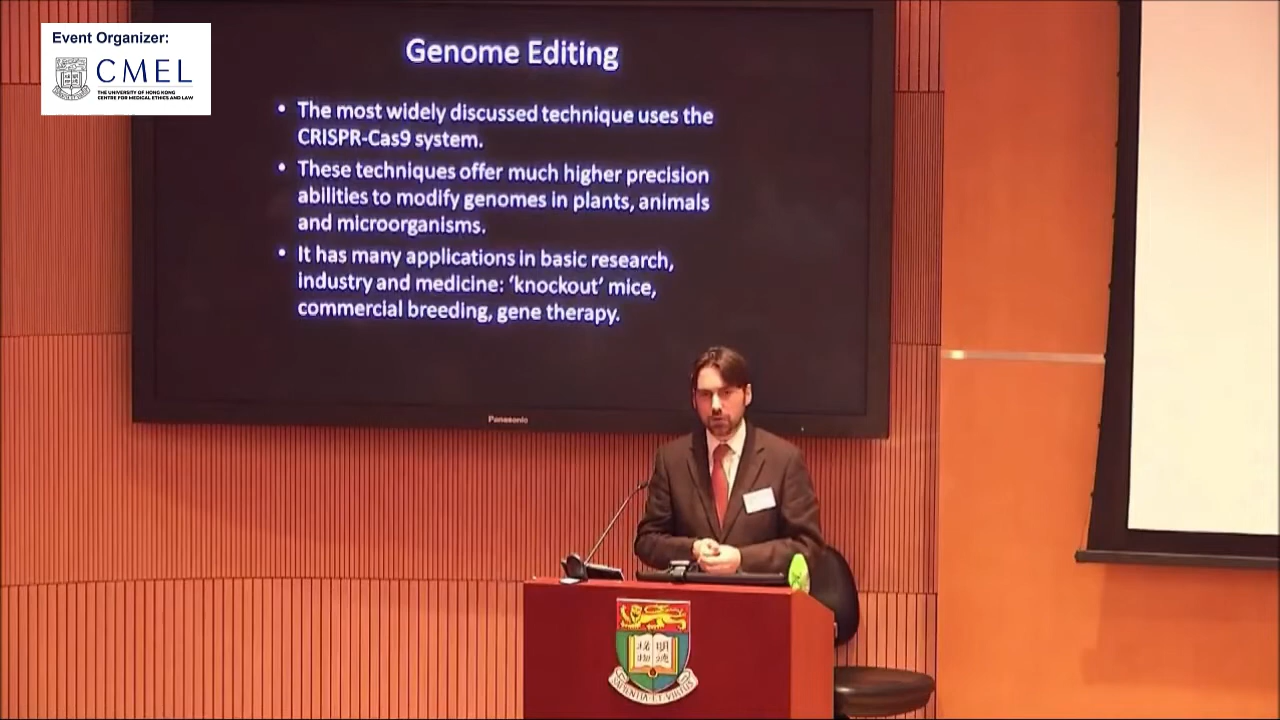 Event Organizer:
CMEL
THE UNIVERSITY OF HONG KONG
CENTRE FOR MEDICAL ETHICS AND LAW
Genome Editing
• The most widely discussed technique uses the
CRISPR-Cas9 system.
• These techniques offer much higher precision
abilities to modify genomes in plants, animals
and microorganisms.
• It has many applications in basic research,
industry and medicine: ‘knockout’ mice,
commercial breeding, gene therapy.
Panasonic
SAPIENTIA ET VIRTUS